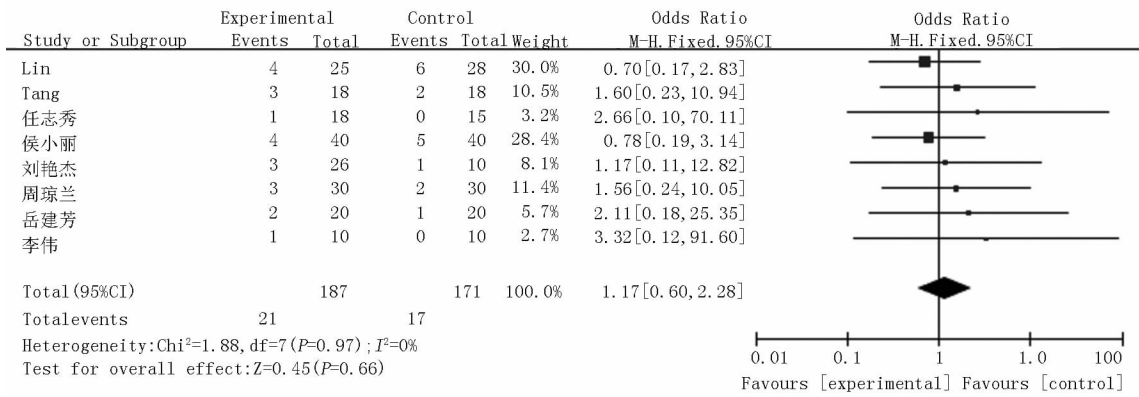 Experimental Control Odds Ratio Odds Ratio
Study or Subgroup Events Total Events Total Weight M-H.Fixed.95%CI M-H.Fixed.95%CI
Lin 4 25 6 28 30.0% 0.70[0.17,2.83]
Tang 3 18 2 18 10.5% 1.60[0.23,10.94]
任志秀 1 18 0 15 3.2% 2.66[0.10,70.11]
侯小丽 4 40 5 40 28.4% 0.78[0.19,3.14]
刘艳杰 3 26 1 10 8.1% 1.17[0.11,12.82]
周琼兰 3 30 2 30 11.4% 1.56[0.24,10.05]
岳建芳 2 20 1 20 5.7% 2.11[0.18,25.35]
李伟 1 10 0 10 2.7% 3.32[0.12,91.60]
Total(95%CI) 187 171 100.0% 1.17[0.60,2.28]
Totalevents 21 17
Heterogeneity:Chi²=1.88,df=7(P=0.97);I²=0%
Test for overall effect:Z=0.45(P=0.66)
0.01 0.1 1 1.0 100
Favours [experimental] Favours [control]